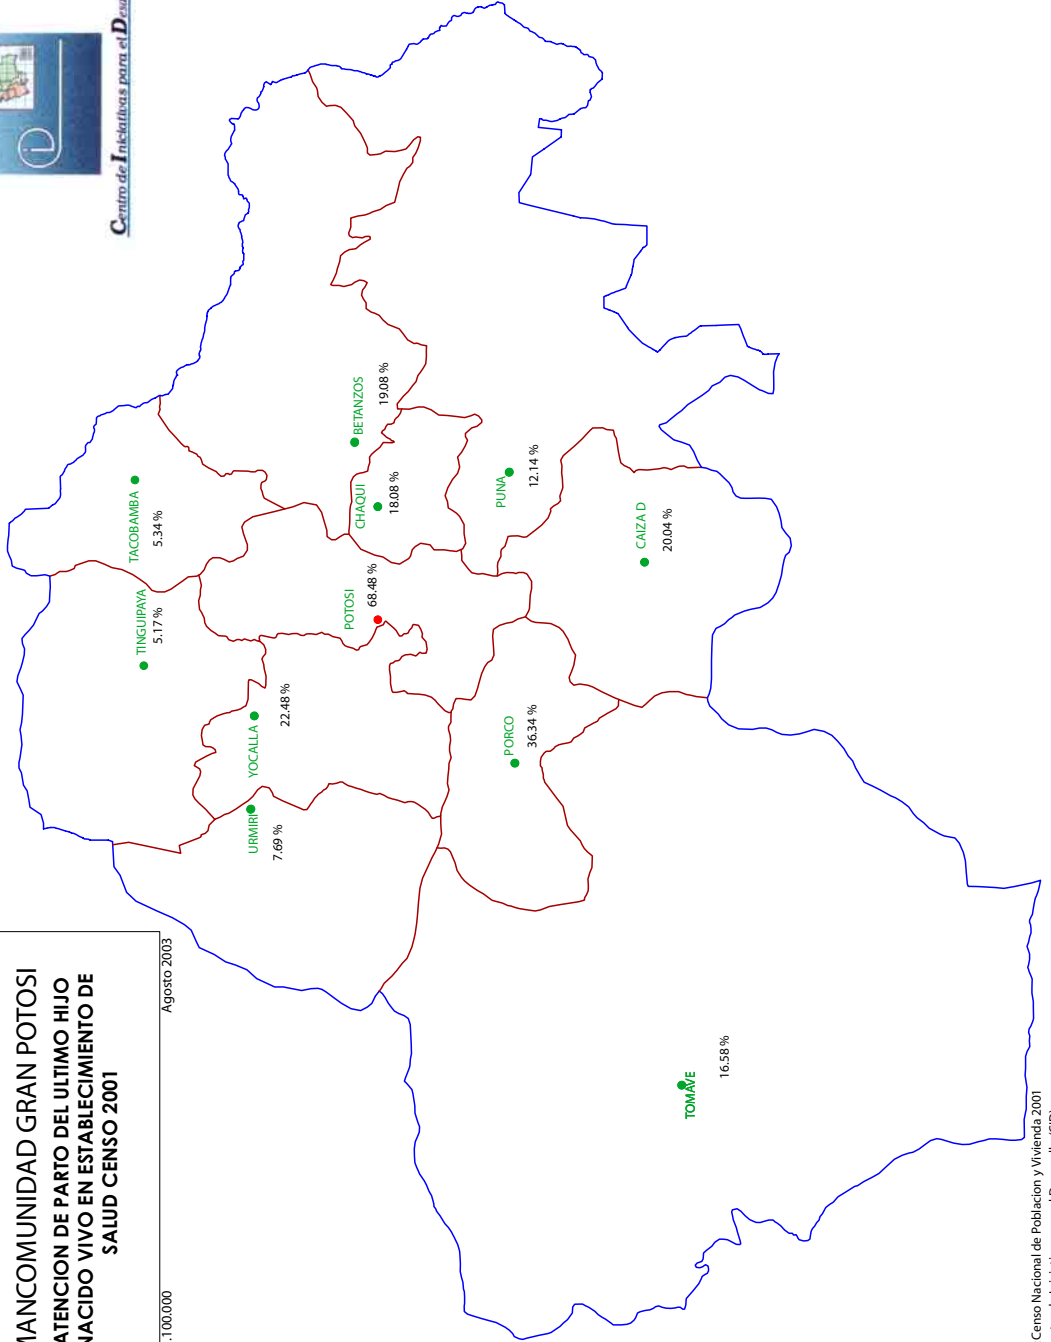 MANCOMUNIDAD GRAN POTOSI
ATENCION DE PARTO DEL ULTIMO HIJO
NACIDO VIVO EN ESTABLECIMIENTO DE
SALUD CENSO 2001
.100.000
Agosto 2003
Centro de Iniciativas para el
TACOBAMBA
5.34 %
TINGUIPAYA
5.17 %
BETANZOS
19.08 %
CHAQUI
18.08 %
POTOSI
68.48 %
YOCALLA
22.48 %
URMIRI
7.69 %
PUNA
12.14 %
CAIZA D
20.04 %
PORCO
36.34 %
TOMAVE
16.58 %
Censo Nacional de Poblacion y Vivienda 2001